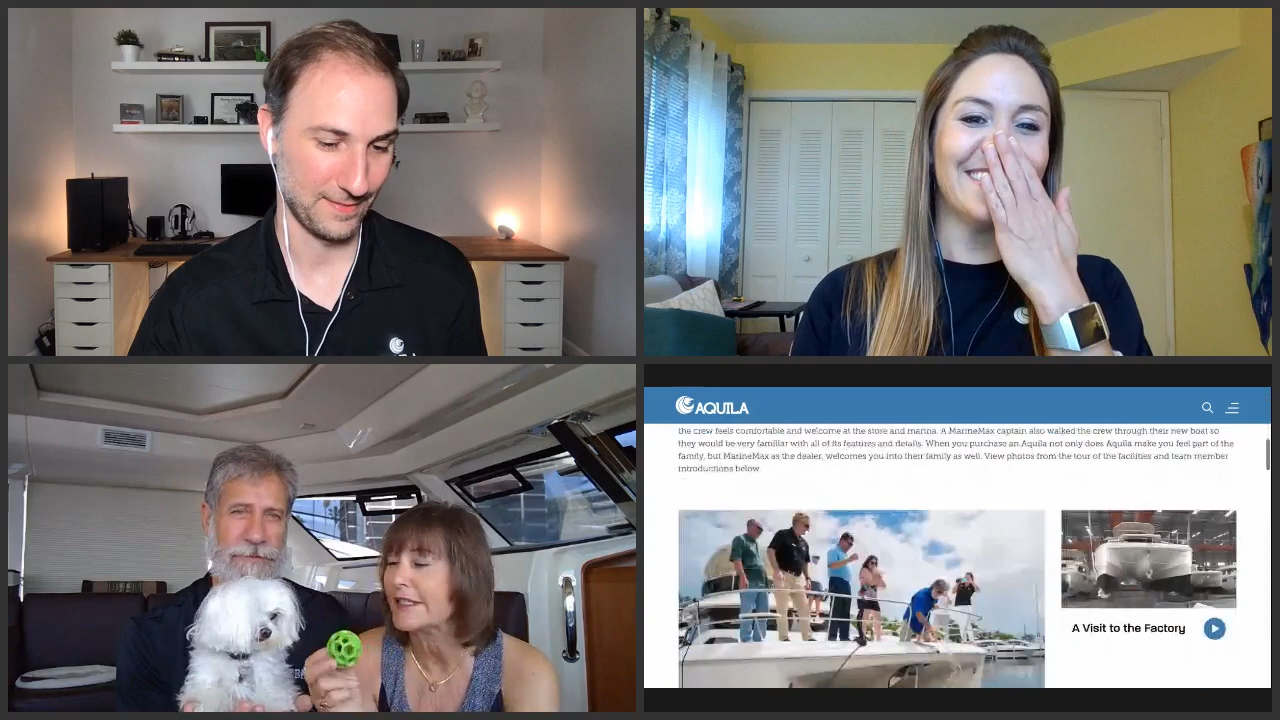 AQUILA
the crew feels comfortable and welcome at the store and marina. A MarineMax captain also walked the crew through their new boat so
they would be very familiar with all of its features and details. When you purchase an Aquila not only does Aquila make you feel part of the
family, but MarineMax as the dealer, welcomes you into their family as well. View photos from the tour of the facilities and team member
introductions below
A Visit to the Factory